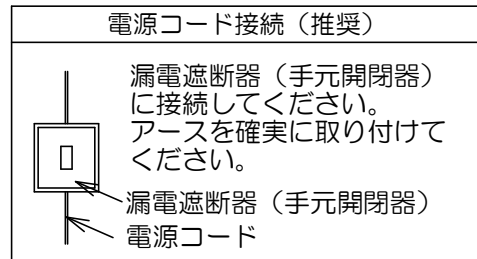 電源コード接続（推奨）
漏電遮断器（手元開閉器）
に接続してください。
アースを確実に取り付けて
ください。
漏電遮断器（手元開閉器）
電源コード